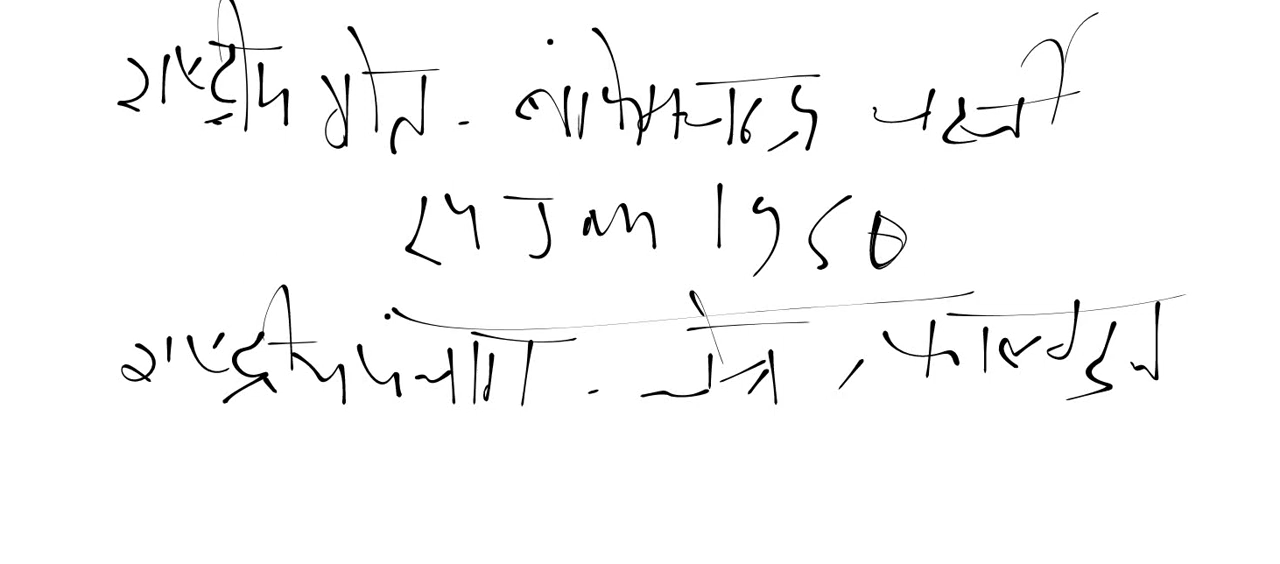 राष्ट्रीय गीत - बंकिमचन्द्र चटर्जी
24 Jan 1950
राष्ट्रीय पंचांग - चैत्र, फाल्गुन